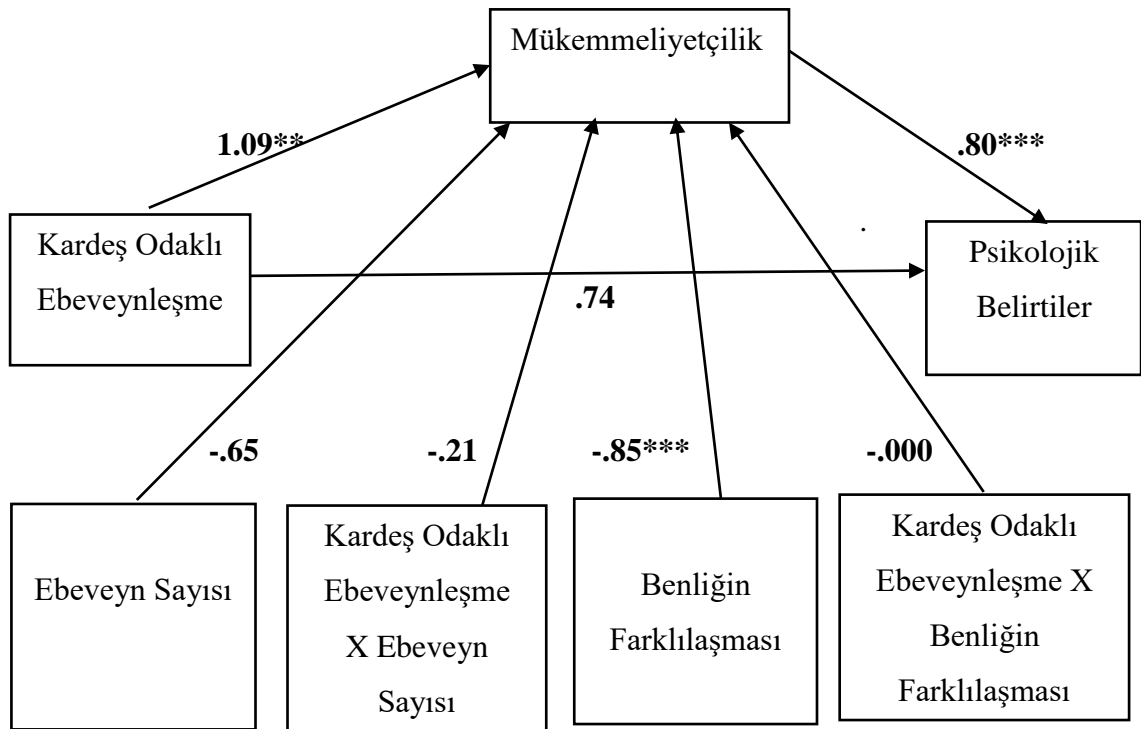 Mükemmeliyetçilik
1.09**
.80***
Kardeş Odaklı
Ebeveynleşme
.
Psikolojik
Belirtiler
.74
-.65
-.21
-.85***
-.000
Ebeveyn Sayısı
Kardeş Odaklı
Ebeveynleşme
X Ebeveyn
Sayısı
Benliğin
Farklılaşması
Kardeş Odaklı
Ebeveynleşme X
Benliğin
Farklılaşması